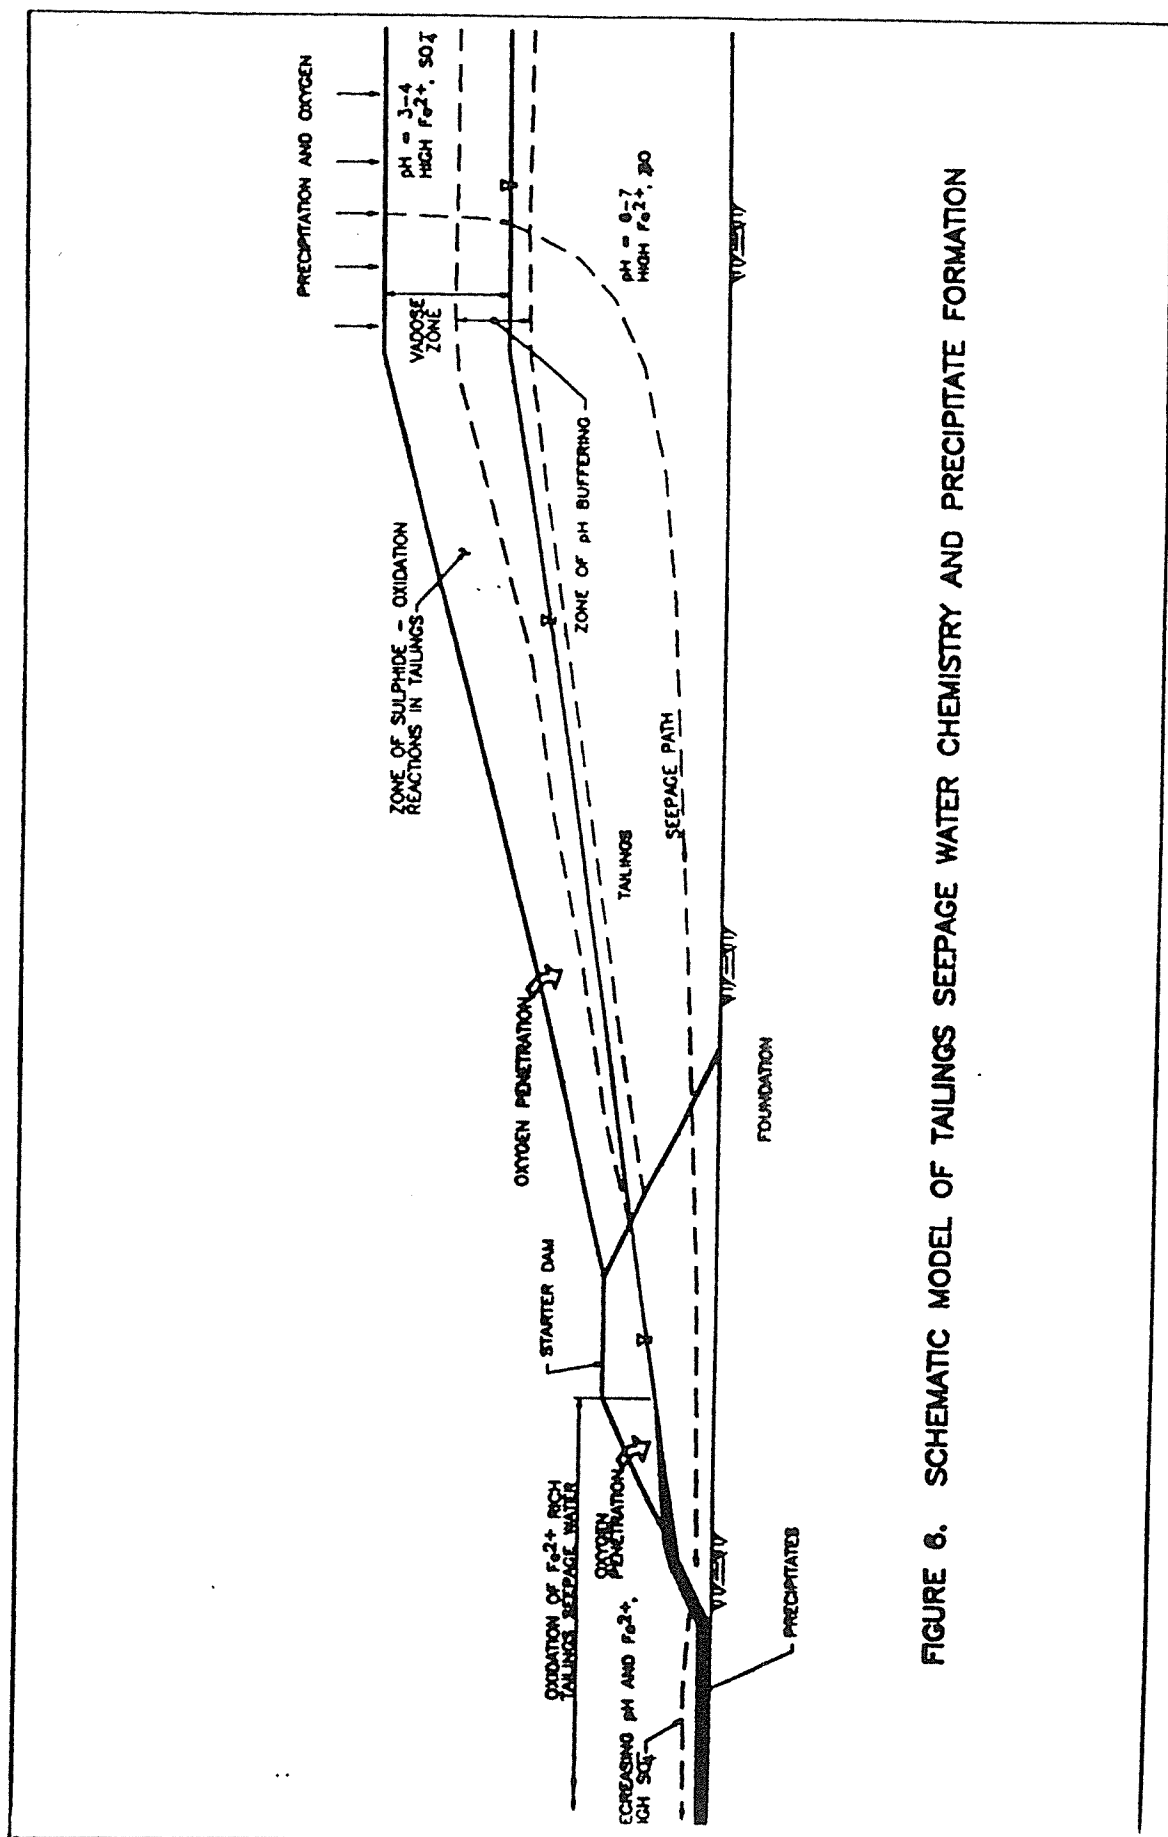 PRECIPITATION AND OXYGEN
pH = 3-4
HIGH Fe2+, SO4=
VADOSE
ZONE
pH = 6-7
HIGH Fe2+,
ZONE OF SULPHIDE - OXIDATION
REACTIONS IN TAILINGS
ZONE OF pH BUFFERING
OXYGEN PENETRATION
TAILINGS
SEEPAGE PATH
STARTER DAM
FOUNDATION
OXIDATION OF Fe2+ RICH
TAILINGS SEEPAGE WATER
OXYGEN
PENETRATION
ECREASING pH AND Fe2+,
IGH SO4=
PRECIPITATES
FIGURE 6. SCHEMATIC MODEL OF TAILINGS SEEPAGE WATER CHEMISTRY AND PRECIPITATE FORMATION